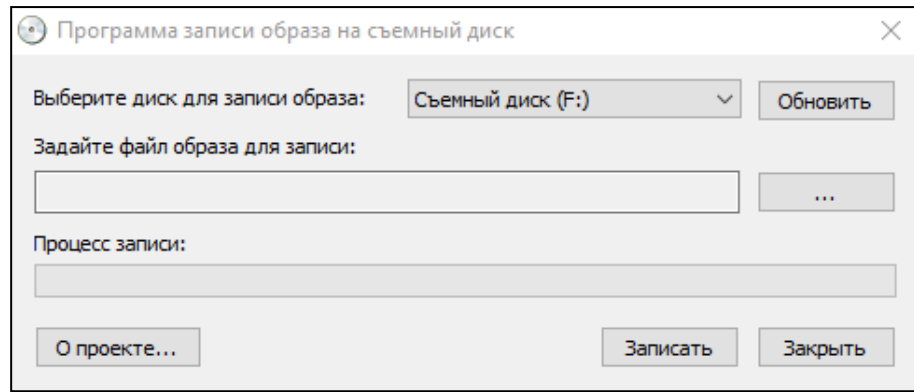 Программа записи образа на съемный диск
Выберите диск для записи образа: Съемный диск (F:) Обновить
Задайте файл образа для записи:
...
Процесс записи:
О проекте... Записать Закрыть